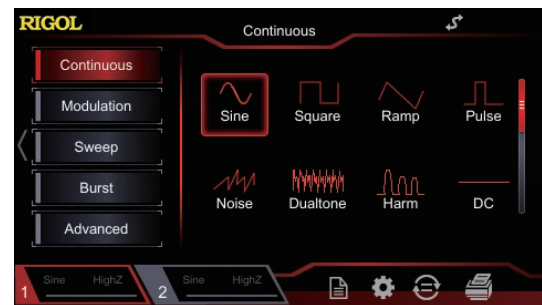 RIGOL
Continuous
Continuous
Modulation
Sweep
Burst
Advanced
Sine Square Ramp Pulse
Noise Dualtone Harm DC
1 Sine HighZ
2 Sine HighZ